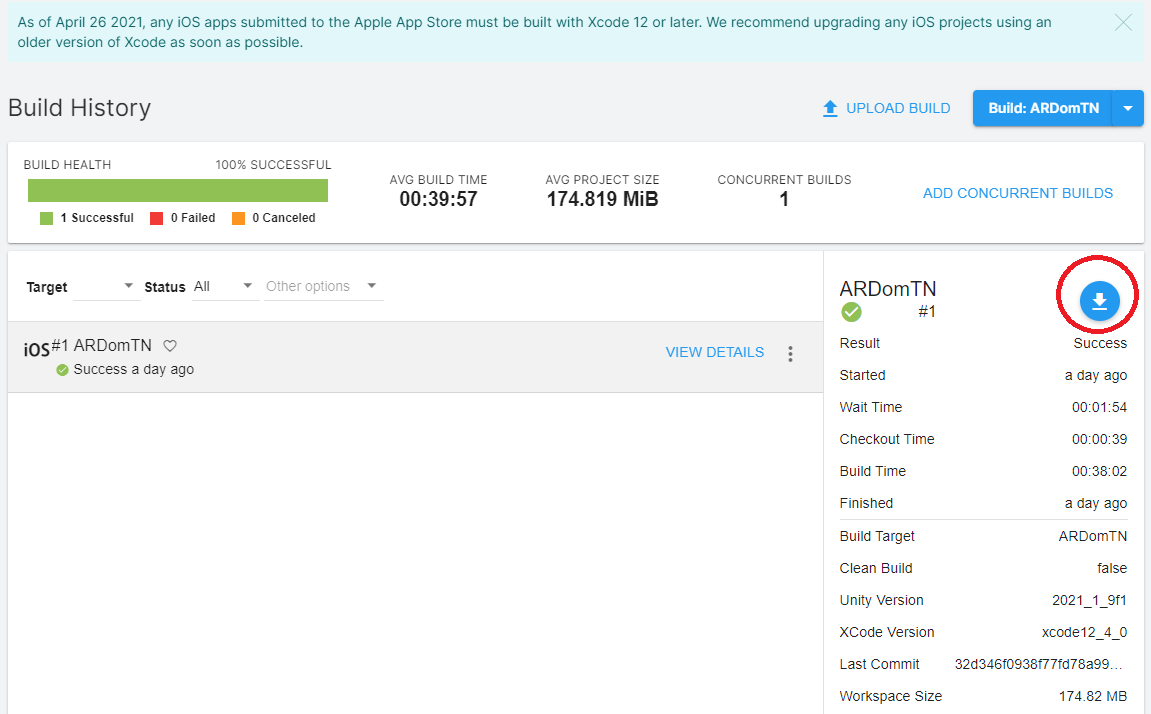 As of April 26 2021, any iOS apps submitted to the Apple App Store must be built with Xcode 12 or later. We recommend upgrading any iOS projects using an
older version of Xcode as soon as possible.
Build History
UPLOAD BUILD
Build: ARDomTN
BUILD HEALTH 100% SUCCESSFUL
1 Successful 0 Failed 0 Canceled
AVG BUILD TIME
00:39:57
AVG PROJECT SIZE
174.819 MiB
CONCURRENT BUILDS
1
ADD CONCURRENT BUILDS
Target Status All Other options
iOS #1 ARDomTN
Success a day ago
VIEW DETAILS
ARDomTN
#1
Result Success
Started a day ago
Wait Time 00:01:54
Checkout Time 00:00:39
Build Time 00:38:02
Finished a day ago
Build Target ARDomTN
Clean Build false
Unity Version 2021_1_9f1
XCode Version xcode12_4_0
Last Commit 32d346f0938f77fd78a99...
Workspace Size 174.82 MB